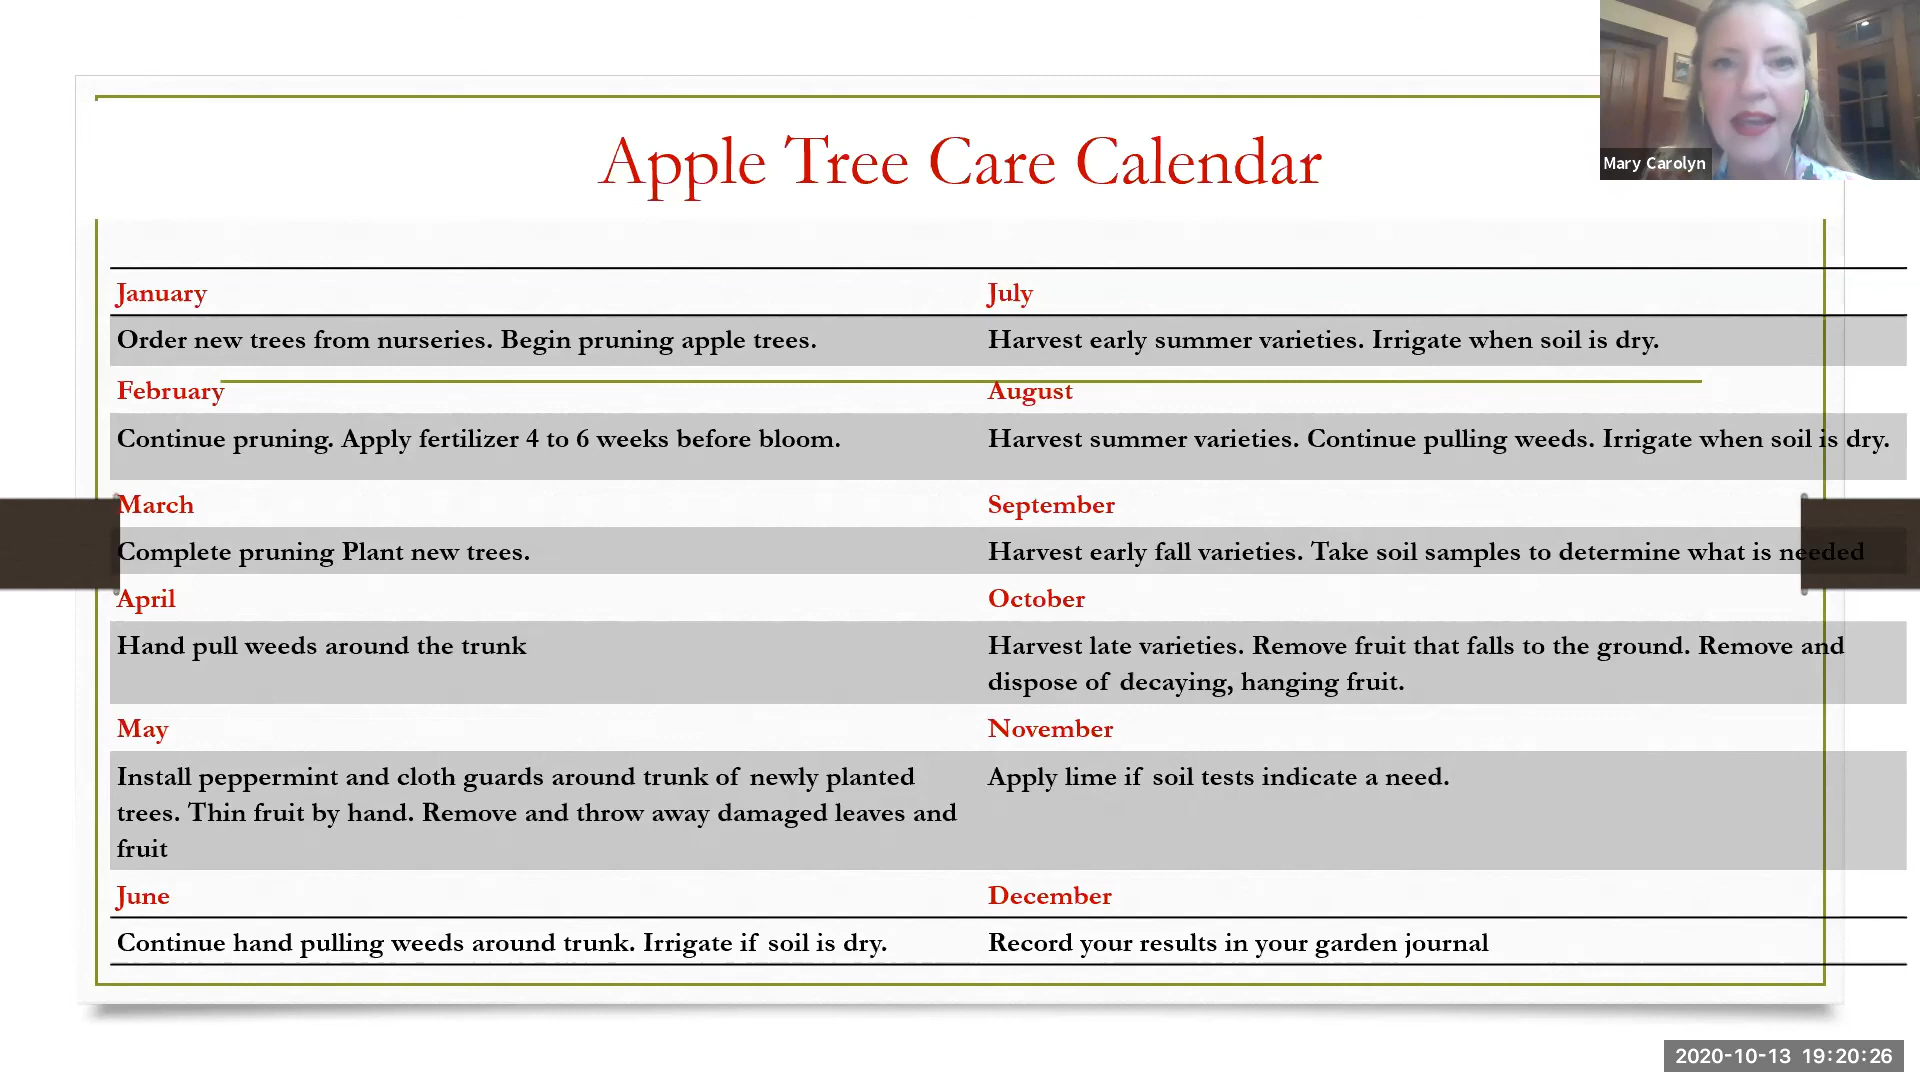 Mary Carolyn
Apple Tree Care Calendar
January
July
Order new trees from nurseries. Begin pruning apple trees.
Harvest early summer varieties. Irrigate when soil is dry.
February
August
Continue pruning. Apply fertilizer 4 to 6 weeks before bloom.
Harvest summer varieties. Continue pulling weeds. Irrigate when soil is dry.
March
September
Complete pruning Plant new trees.
Harvest early fall varieties. Take soil samples to determine what is needed
April
October
Hand pull weeds around the trunk
Harvest late varieties. Remove fruit that falls to the ground. Remove and
dispose of decaying, hanging fruit.
May
November
Install peppermint and cloth guards around trunk of newly planted
trees. Thin fruit by hand. Remove and throw away damaged leaves and
fruit
Apply lime if soil tests indicate a need.
June
December
Continue hand pulling weeds around trunk. Irrigate if soil is dry.
Record your results in your garden journal
2020-10-13 19:20:26